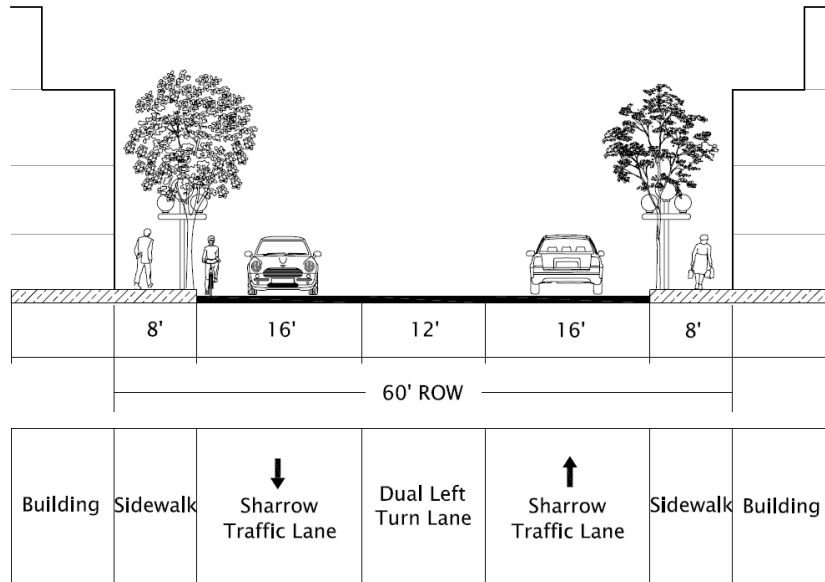 8' 16' 12' 16' 8'
60' ROW
Building
Sidewalk
Sharrow
Traffic Lane
Dual Left
Turn Lane
Sharrow
Traffic Lane
Sidewalk
Building